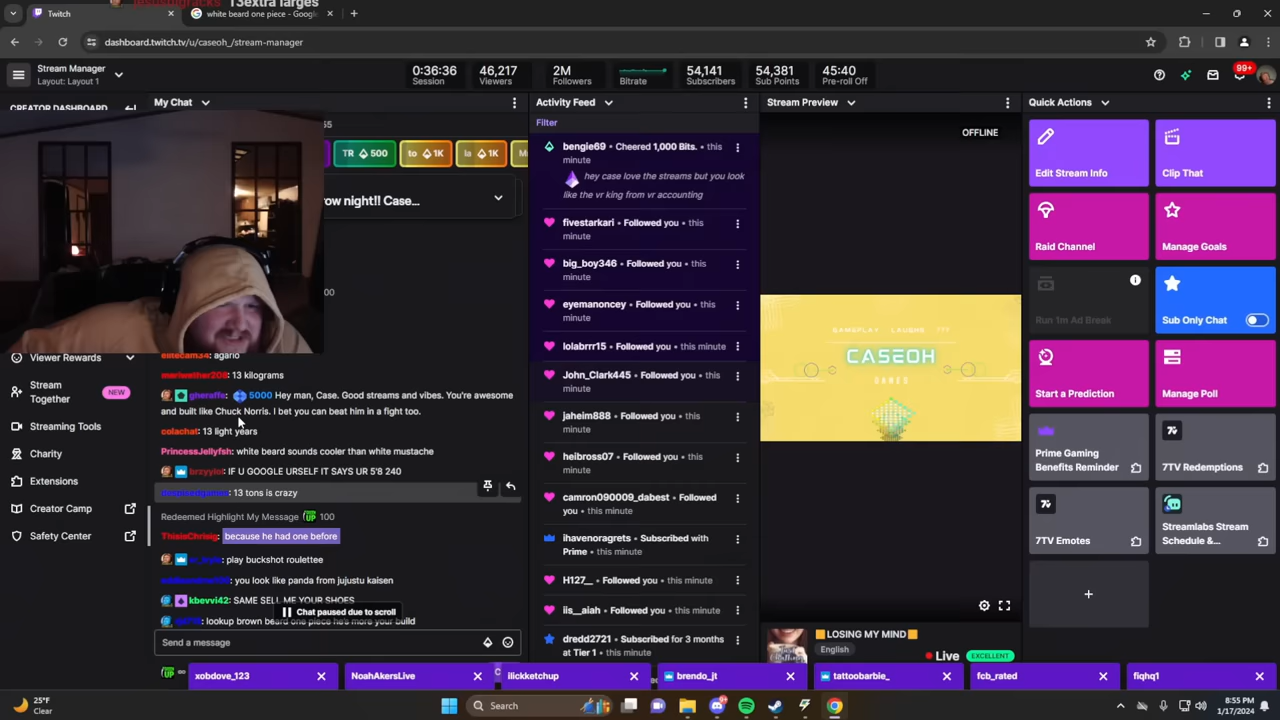 13extra larges
Twitch
white beard one piece - Google
dashboard.twitch.tv/u/caseoh_/stream-manager
Stream Manager
Layout: Layout 1
0:36:36
Session
46,217
Viewers
2M
Followers
Bitrate
54,141
Subscribers
54,381
Sub Points
45:40
Pre-roll Off
99+
CREATOR DASHBOARD
Viewer Rewards
Stream Together
NEW
Streaming Tools
Charity
Extensions
Creator Camp
Safety Center
My Chat
TR 500
to 1K
la 1K
row night!! Case...
elitecam34: agario
meriwether208: 13 kilograms
gheraffe: 5000 Hey man, Case. Good streams and vibes. You're awesome
and built like Chuck Norris. I bet you can beat him in a fight too.
colachat: 13 light years
PrincessJellyfsh: white beard sounds cooler than white mustache
brzyylol: IF U GOOGLE URSELF IT SAYS UR 5'8 240
: 13 tons is crazy
Redeemed Highlight My Message 100
ThisisChrisig: because he had one before
: play buckshot roulettee
: you look like panda from jujustu kaisen
kbevvi42: SAME SELL ME YOUR SHOES
Chat paused due to scroll
: lookup brown beard one piece he's more your build
Send a message
Activity Feed
Filter
bengie69 • Cheered 1,000 Bits. • this
minute
hey case love the streams but you look
like the vr king from vr accounting
fivestarkari • Followed you • this
minute
big_boy346 • Followed you • this
minute
eyemanoncey • Followed you • this
minute
lolabrrr15 • Followed you • this minute
John_Clark445 • Followed you • this
minute
jaheim888 • Followed you • this
minute
heibross07 • Followed you • this
minute
camron090009_dabest • Followed
you • this minute
ihavenoragrets • Subscribed with
Prime • this minute
H127__ • Followed you • this minute
iis__aiah • Followed you • this minute
dredd2721 • Subscribed for 3 months
at Tier 1 • this minute
Stream Preview
OFFLINE
GAMEPLAY LAUGHS ???
CASEOH
GAMES
LOSING MY MIND
English
Live
EXCELLENT
Quick Actions
Edit Stream Info
Clip That
Raid Channel
Manage Goals
Run 1m Ad Break
Sub Only Chat
Start a Prediction
Manage Poll
Prime Gaming
Benefits Reminder
7TV Redemptions
7TV Emotes
Streamlabs Stream
Schedule &...
+
xobdove_123
NoahAkersLive
ilickketchup
brendo_jt
tattoobarbie_
fcb_rated
fiqhq1
25°F
Clear
Search
8:55 PM
1/17/2024